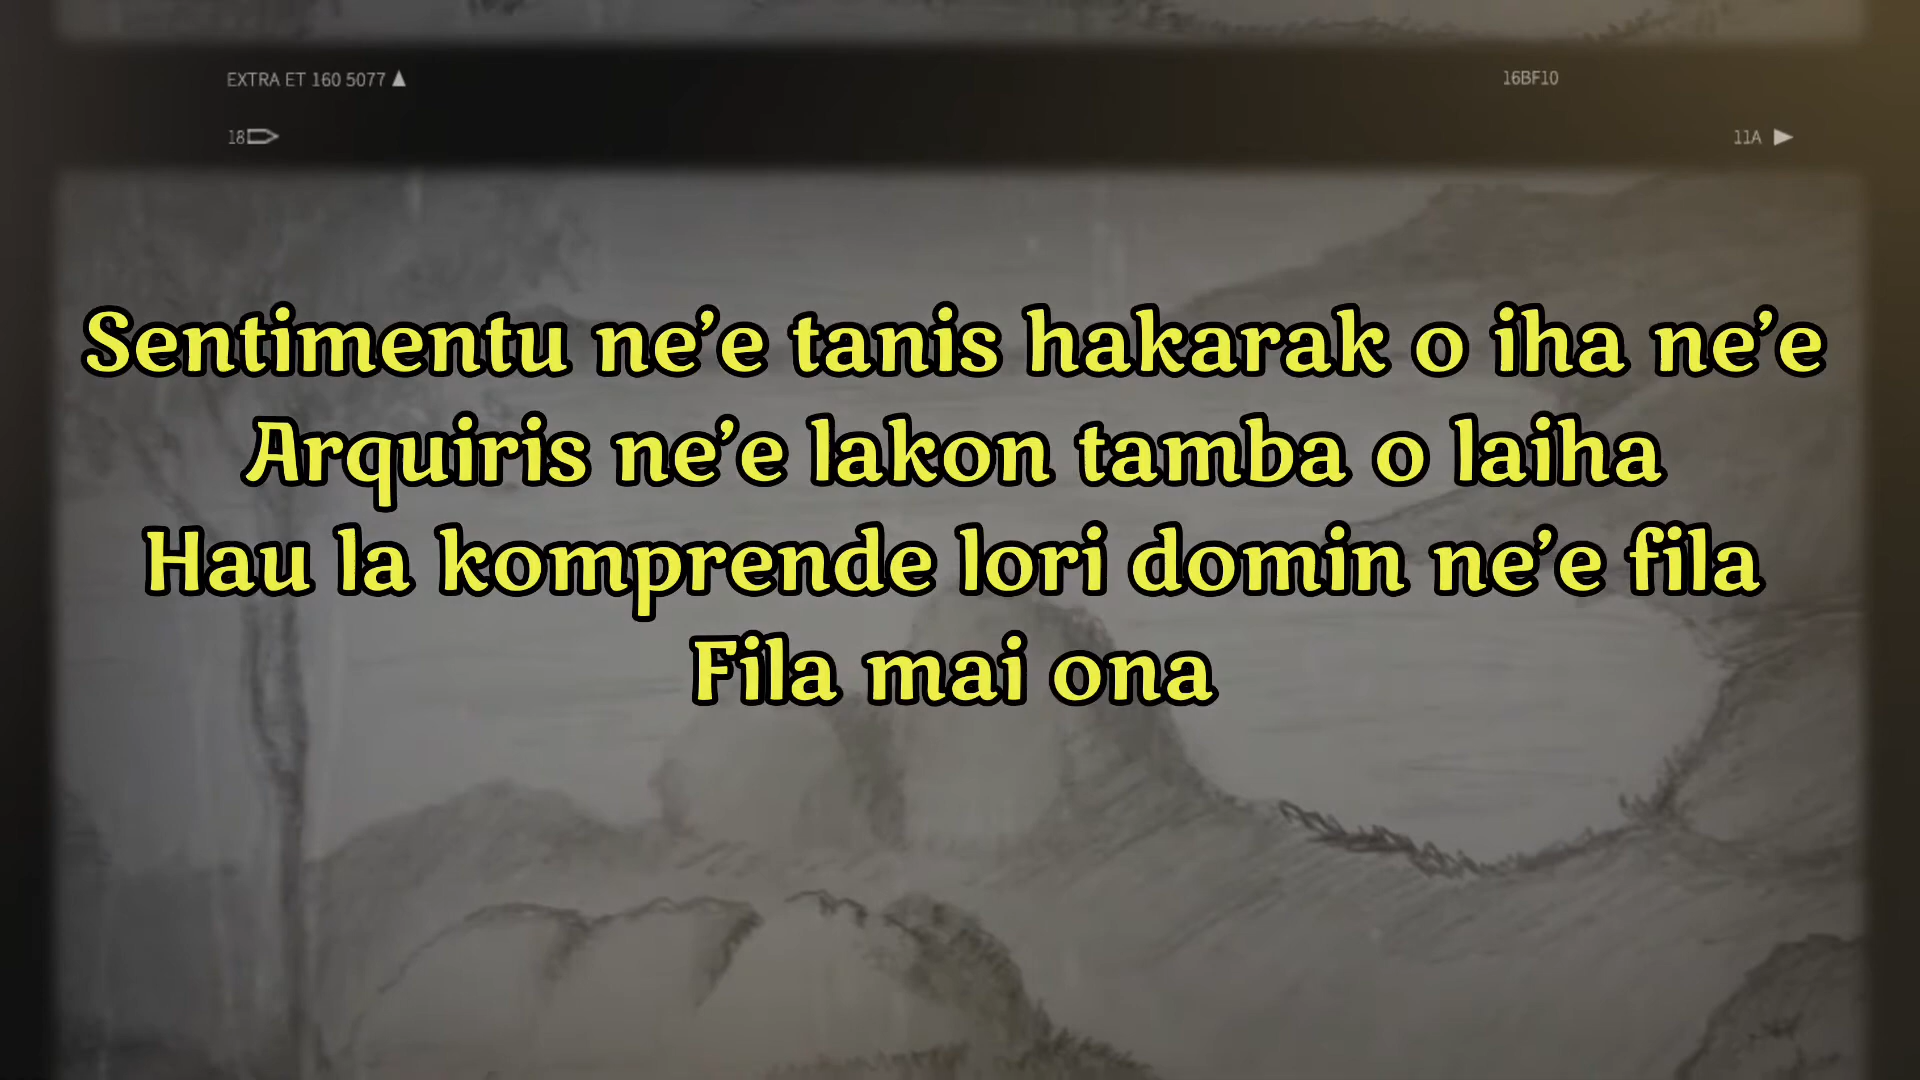 EXTRA ET 160 5077 ▲
16BF10
18
11A ▶
Sentimentu ne’e tanis hakarak o iha ne’e
Arquiris ne’e lakon tamba o laiha
Hau la komprende lori domin ne’e fila
Fila mai ona